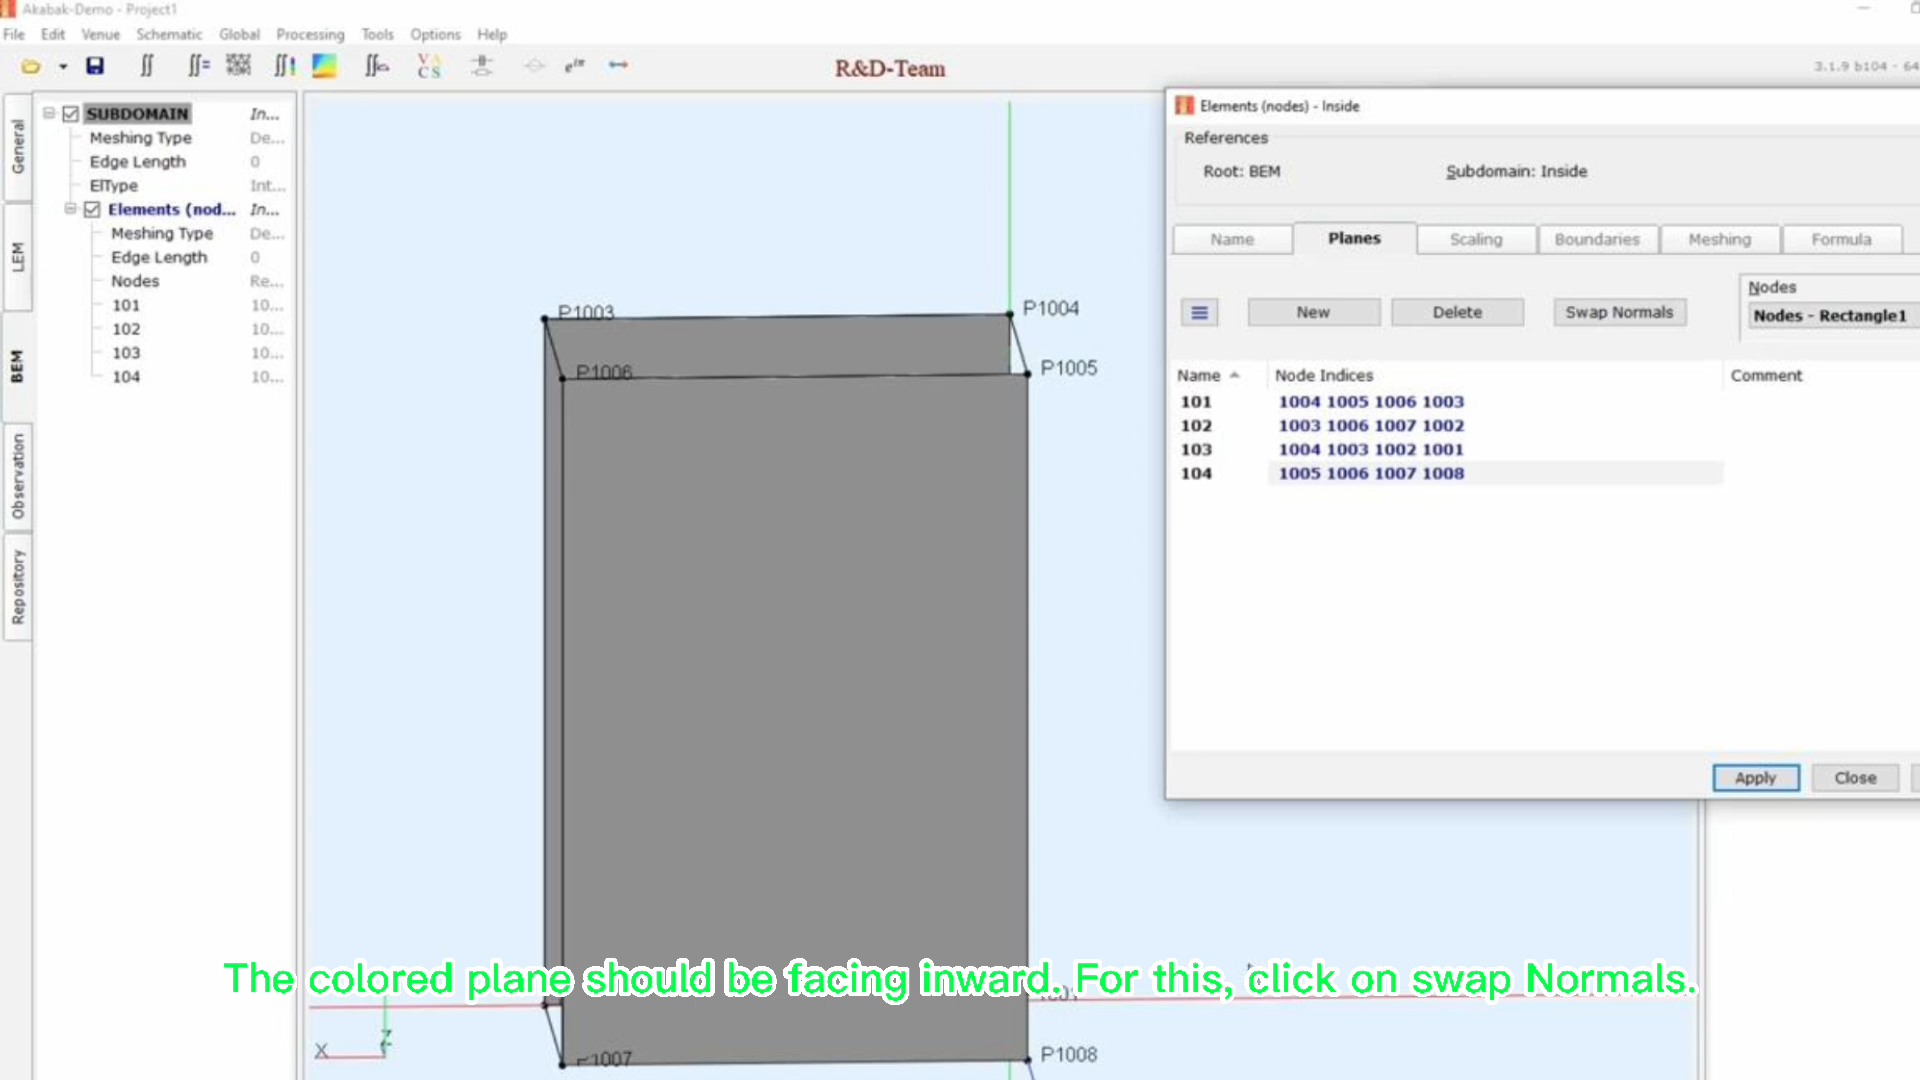 Akabak-Demo - Project1
File Edit Venue Schematic Global Processing Tools Options Help
R&D-Team
3.1.9 b104 - 64
General
LEM
BEM
Observation
Repository
SUBDOMAIN In...
Meshing Type De...
Edge Length 0
ElType Int...
Elements (nod... In...
Meshing Type De...
Edge Length 0
Nodes Re...
101 10...
102 10...
103 10...
104 10...
P1003
P1004
P1006
P1005
P1007
P1008
X
Z
Elements (nodes) - Inside
References
Root: BEM Subdomain: Inside
Name Planes Scaling Boundaries Meshing Formula
New Delete Swap Normals
Nodes
Nodes - Rectangle1
Name Node Indices Comment
101 1004 1005 1006 1003
102 1003 1006 1007 1002
103 1004 1003 1002 1001
104 1005 1006 1007 1008
Apply Close
The colored plane should be facing inward. For this, click on swap Normals.